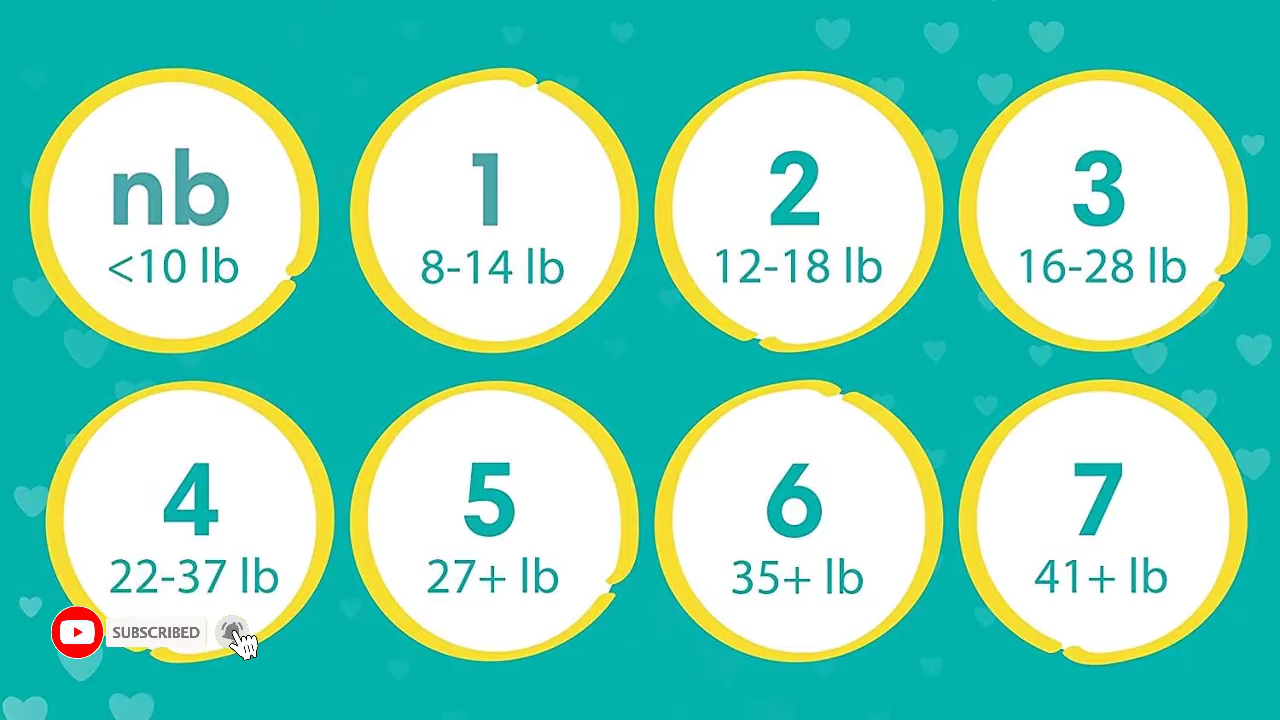 nb
<10 lb
1
8-14 lb
2
12-18 lb
3
16-28 lb
4
22-37 lb
5
27+ lb
6
35+ lb
7
41+ lb
SUBSCRIBED